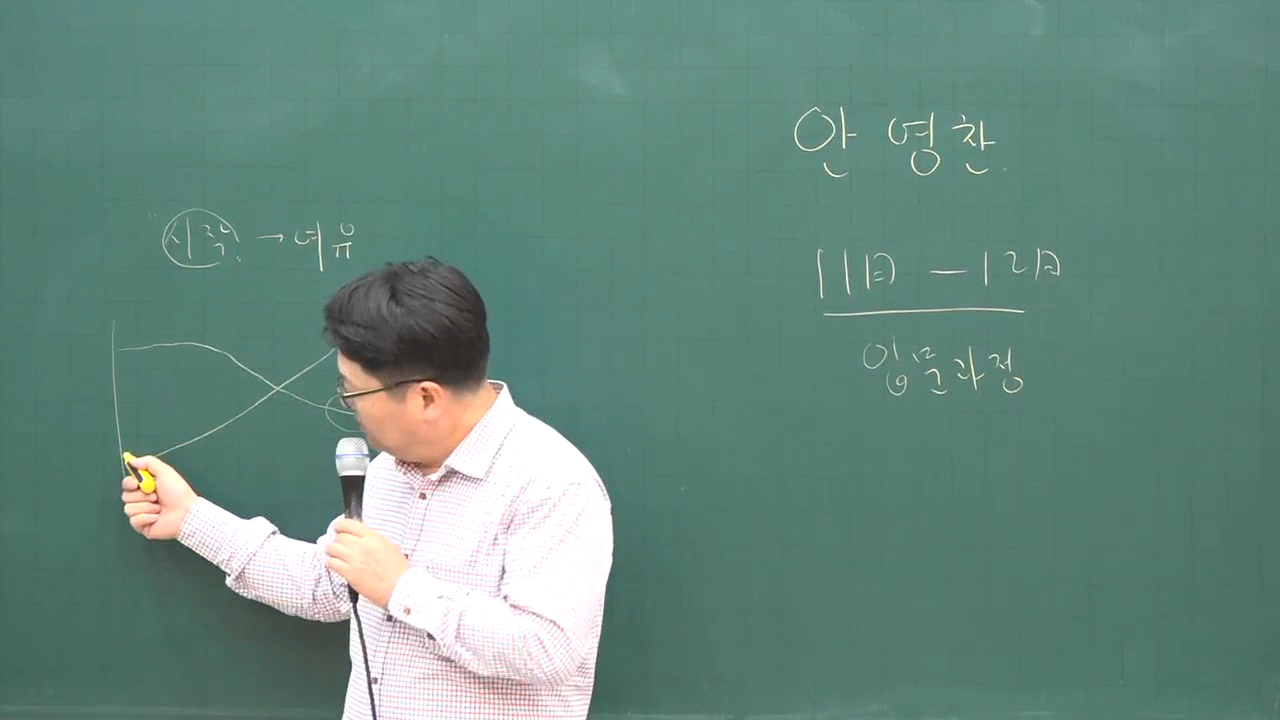 안영찬
시작 → 여유
11月 - 12月
입문과정